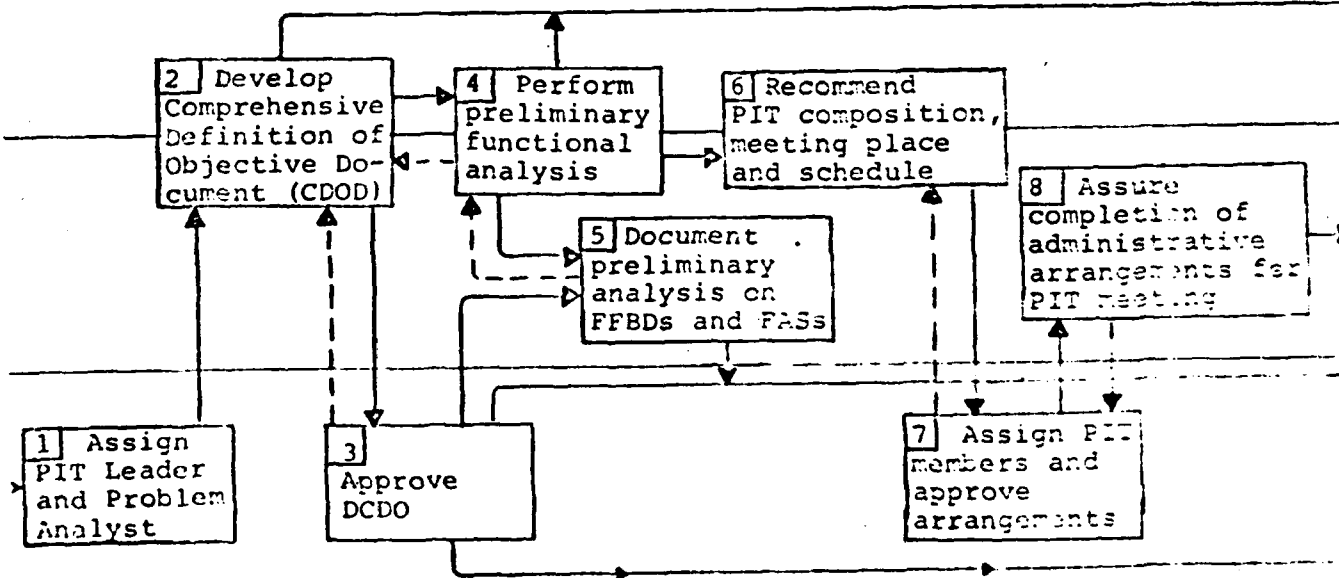 2 Develop
Comprehensive
Definition of
Objective Do-
cument (CDOD)
4 Perform
preliminary
functional
analysis
6 Recommend
PIT composition,
meeting place
and schedule
8 Assure
completion of
administrative
arrangements for
PIT meeting
5 Document
preliminary
analysis on
FFBDs and FASs
1 Assign
PIT Leader
and Problem
Analyst
3
Approve
DCDO
7 Assign PIT
members and
approve
arrangements